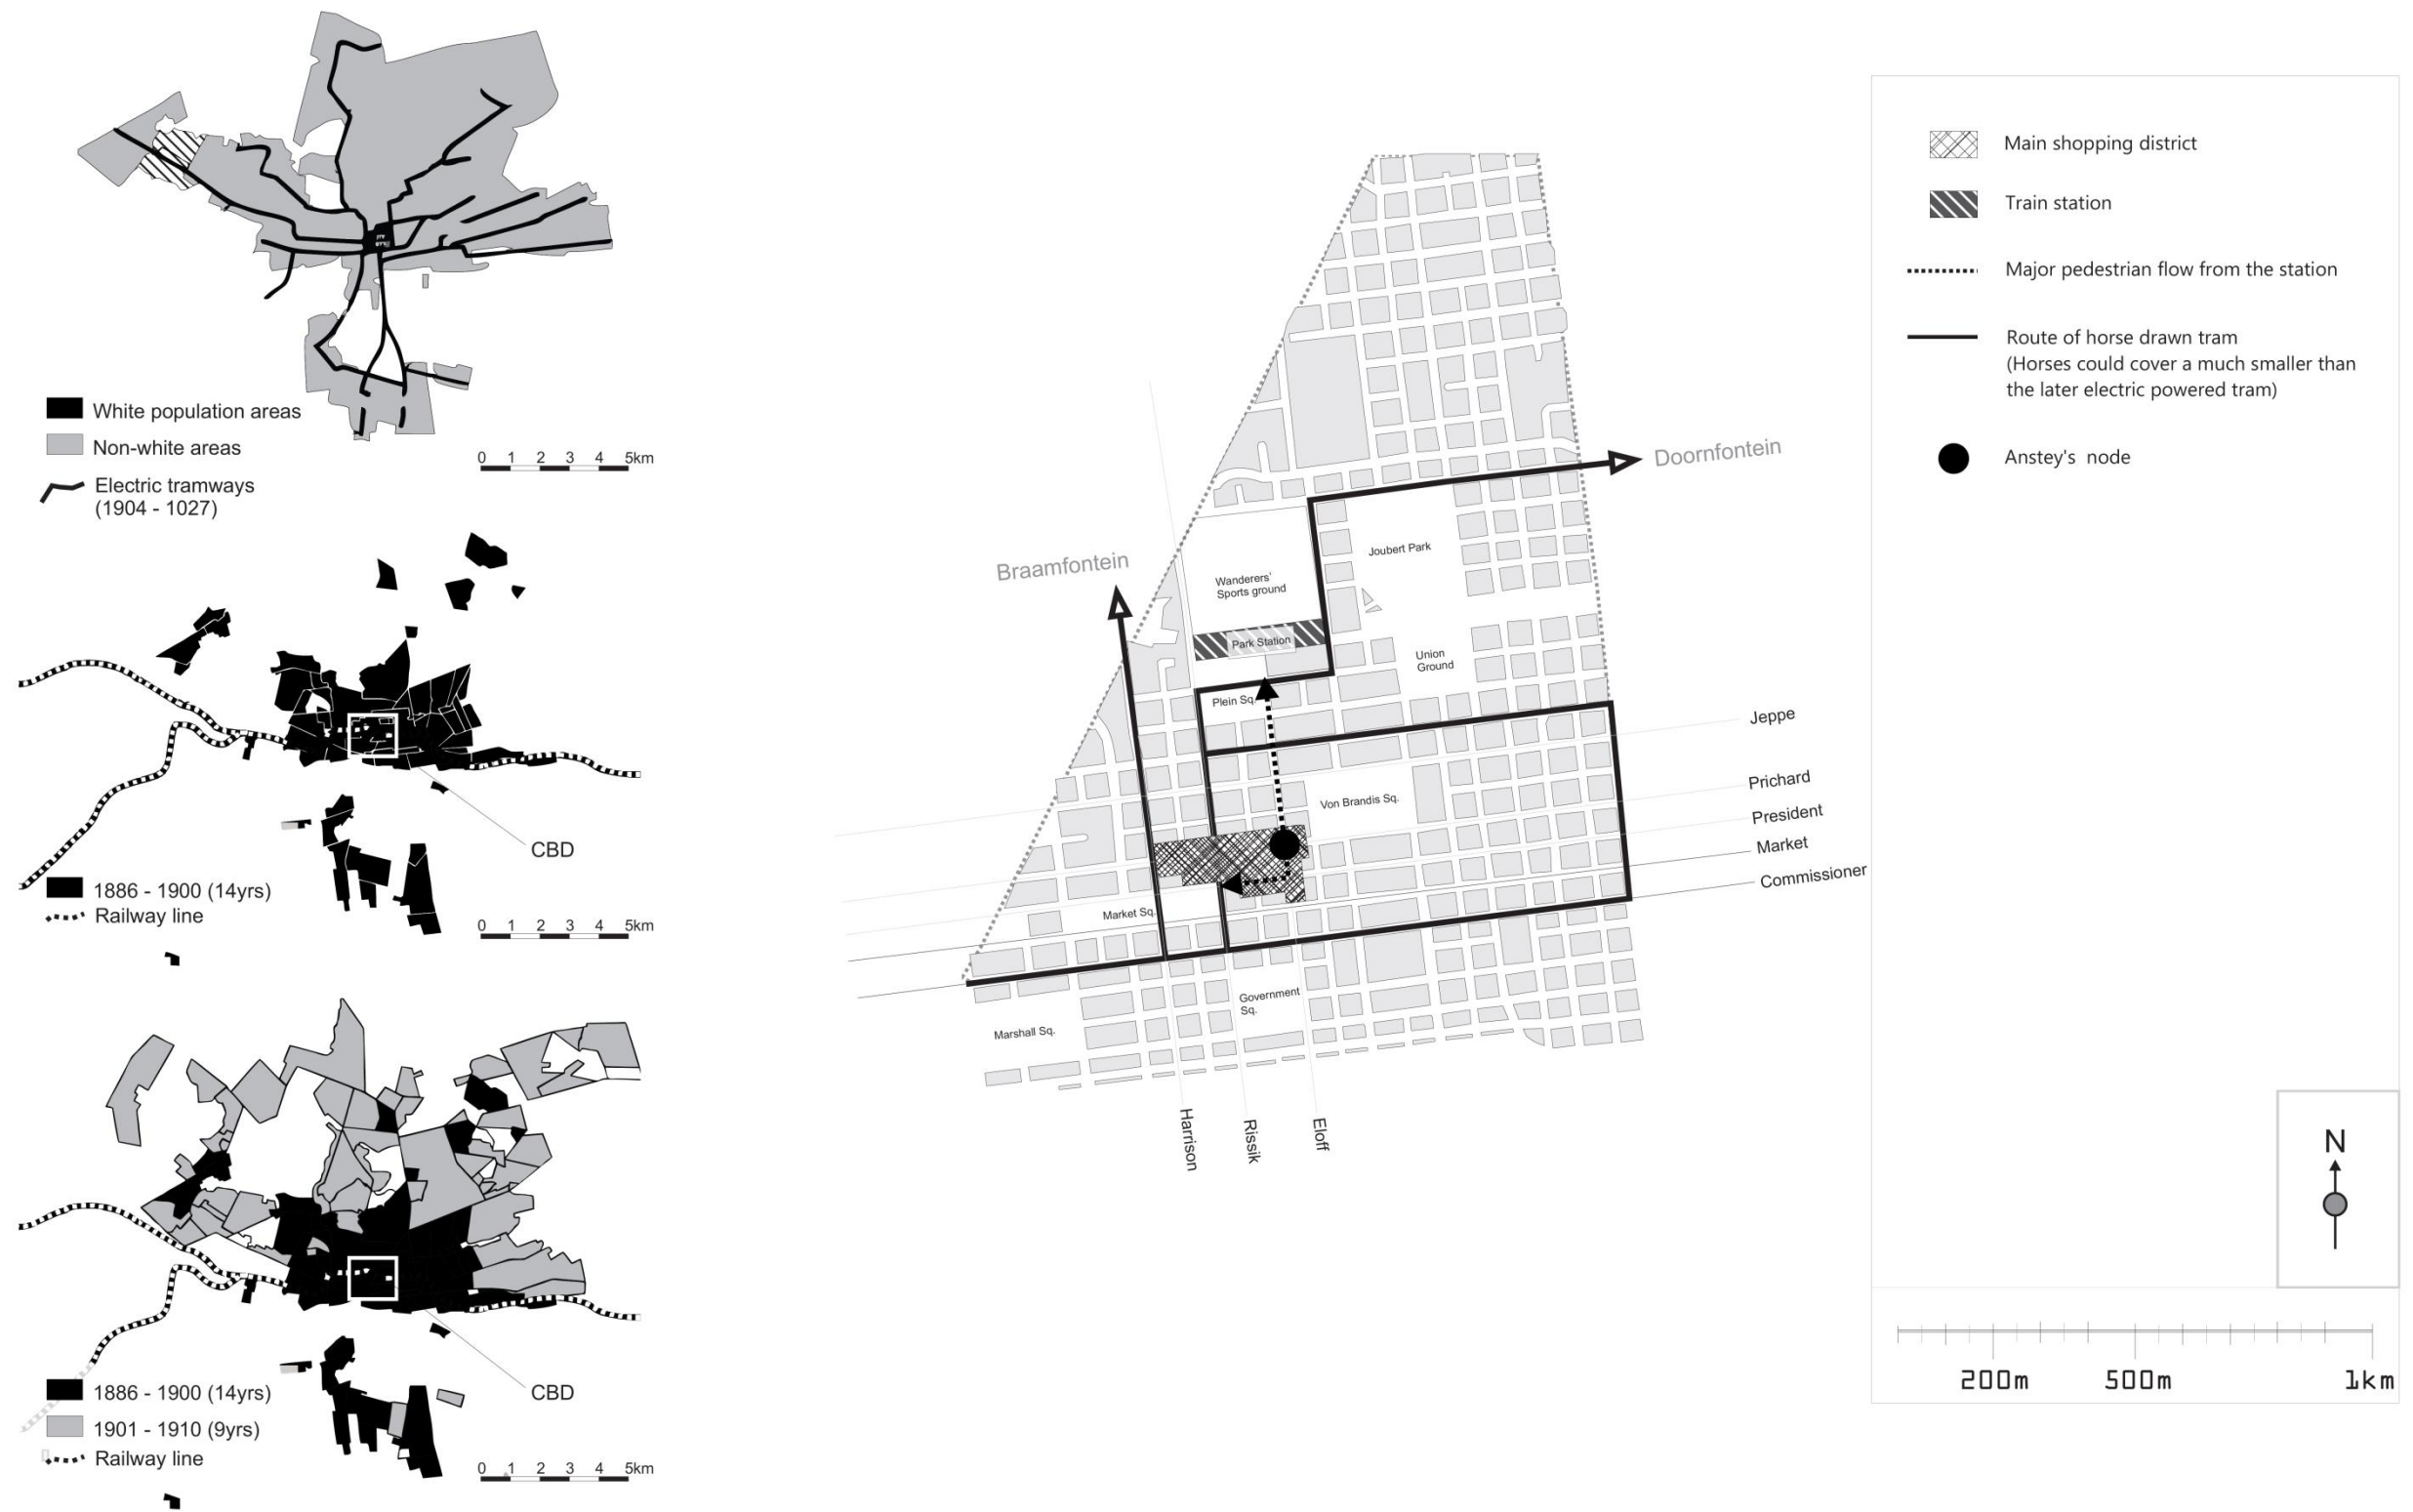 White population areas
Non-white areas
Electric tramways
(1904 - 1027)
0 1 2 3 4 5km
CBD
1886 - 1900 (14yrs)
Railway line
0 1 2 3 4 5km
CBD
1886 - 1900 (14yrs)
1901 - 1910 (9yrs)
Railway line
0 1 2 3 4 5km
Doornfontein
Braamfontein
Joubert Park
Wanderers'
Sports ground
Park Station
Union
Ground
Plein Sq.
Von Brandis Sq.
Market Sq.
Government
Sq.
Marshall Sq.
Jeppe
Prichard
President
Market
Commissioner
Harrison
Rissik
Eloff
Main shopping district
Train station
Major pedestrian flow from the station
Route of horse drawn tram
(Horses could cover a much smaller than
the later electric powered tram)
Anstey's node
N
200m 500m 1km